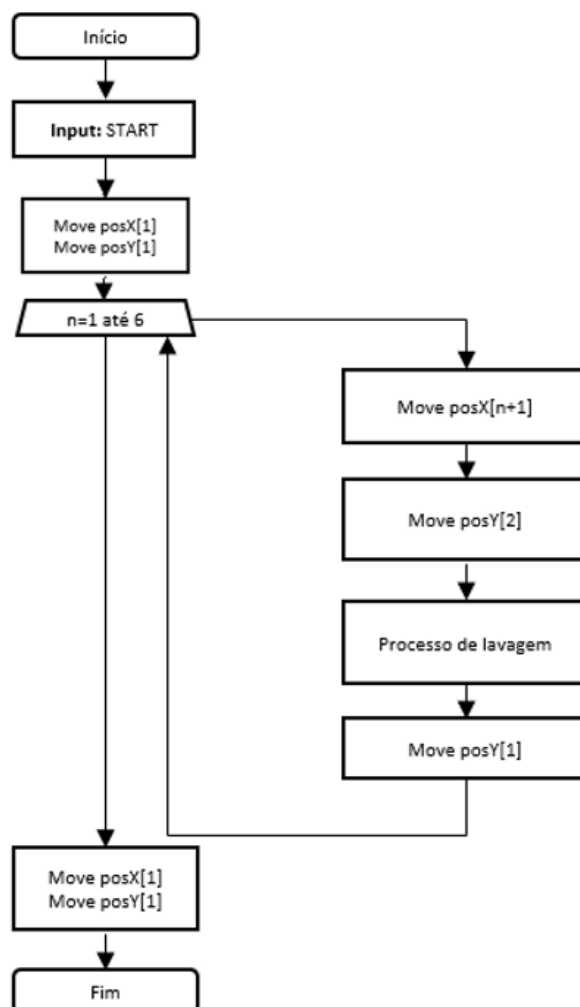 Início
Input: START
Move posX[1]
Move posY[1]
n=1 até 6
Move posX[n+1]
Move posY[2]
Processo de lavagem
Move posY[1]
Move posX[1]
Move posY[1]
Fim